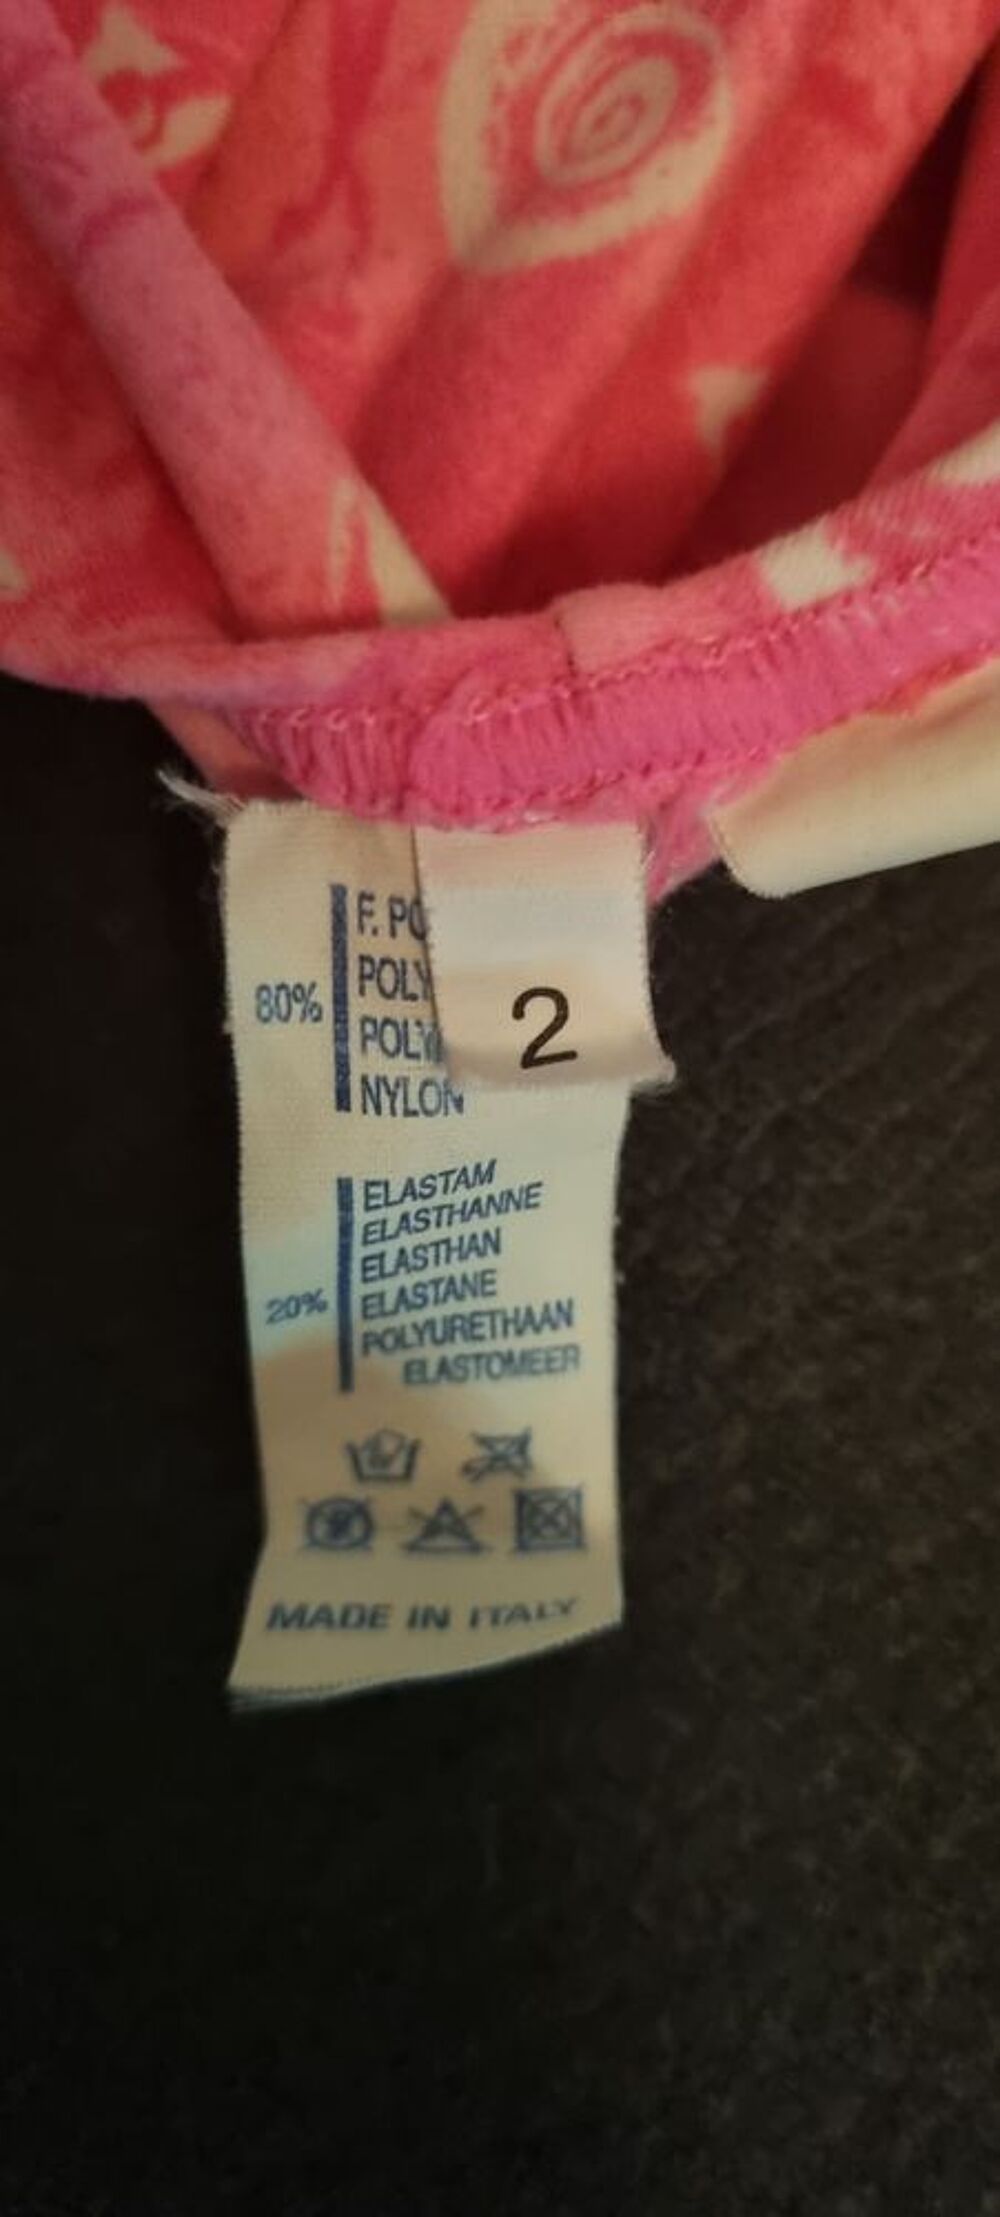 2
80%
F. PO
POLY
POLY
NYLON
20%
ELASTAM
ELASTHANNE
ELASTHAN
ELASTANE
POLYURETHAAN
ELASTOMEER
MADE IN ITALY